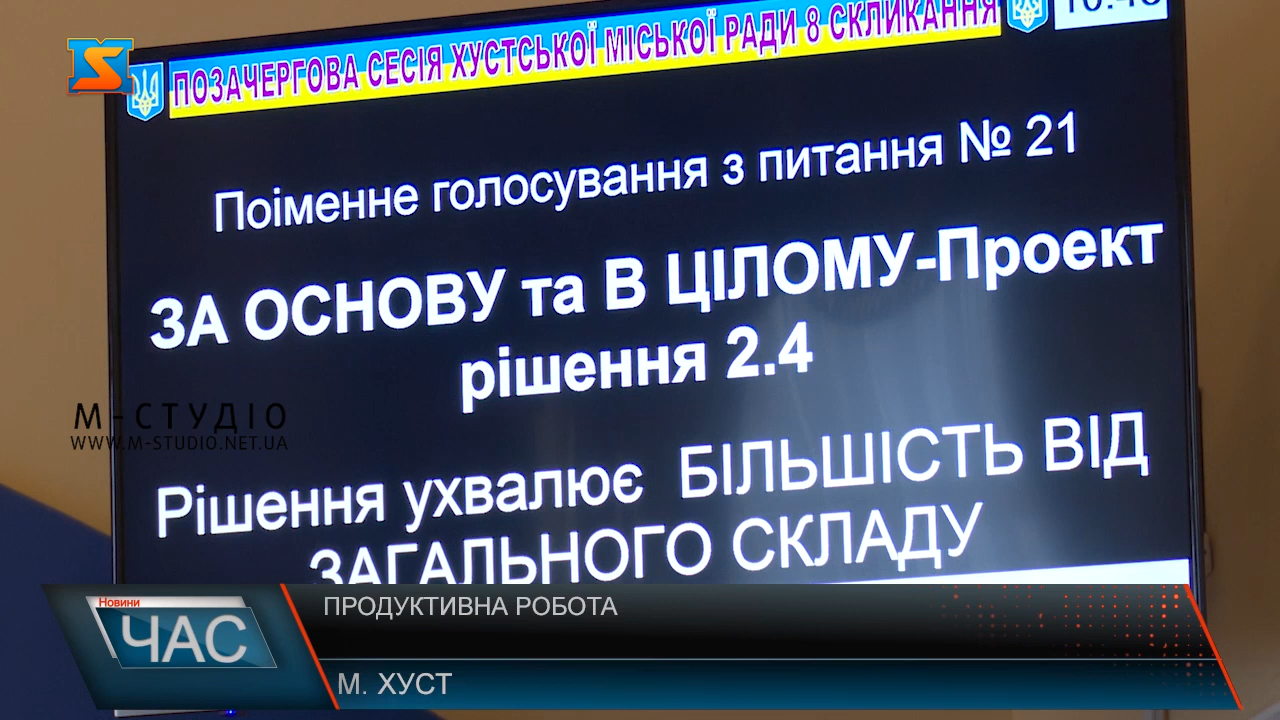 ПОЗАЧЕРГОВА СЕСІЯ ХУСТСЬКОЇ МІСЬКОЇ РАДИ 8 СКЛИКАННЯ
Поіменне голосування з питання № 21
ЗА ОСНОВУ та В ЦІЛОМУ-Проект
рішення 2.4
М-СТУДІО
WWW.M-STUDIO.NET.UA
Рішення ухвалює БІЛЬШІСТЬ ВІД
ЗАГАЛЬНОГО СКЛАДУ
Новини
ЧАС
ПРОДУКТИВНА РОБОТА
М. ХУСТ